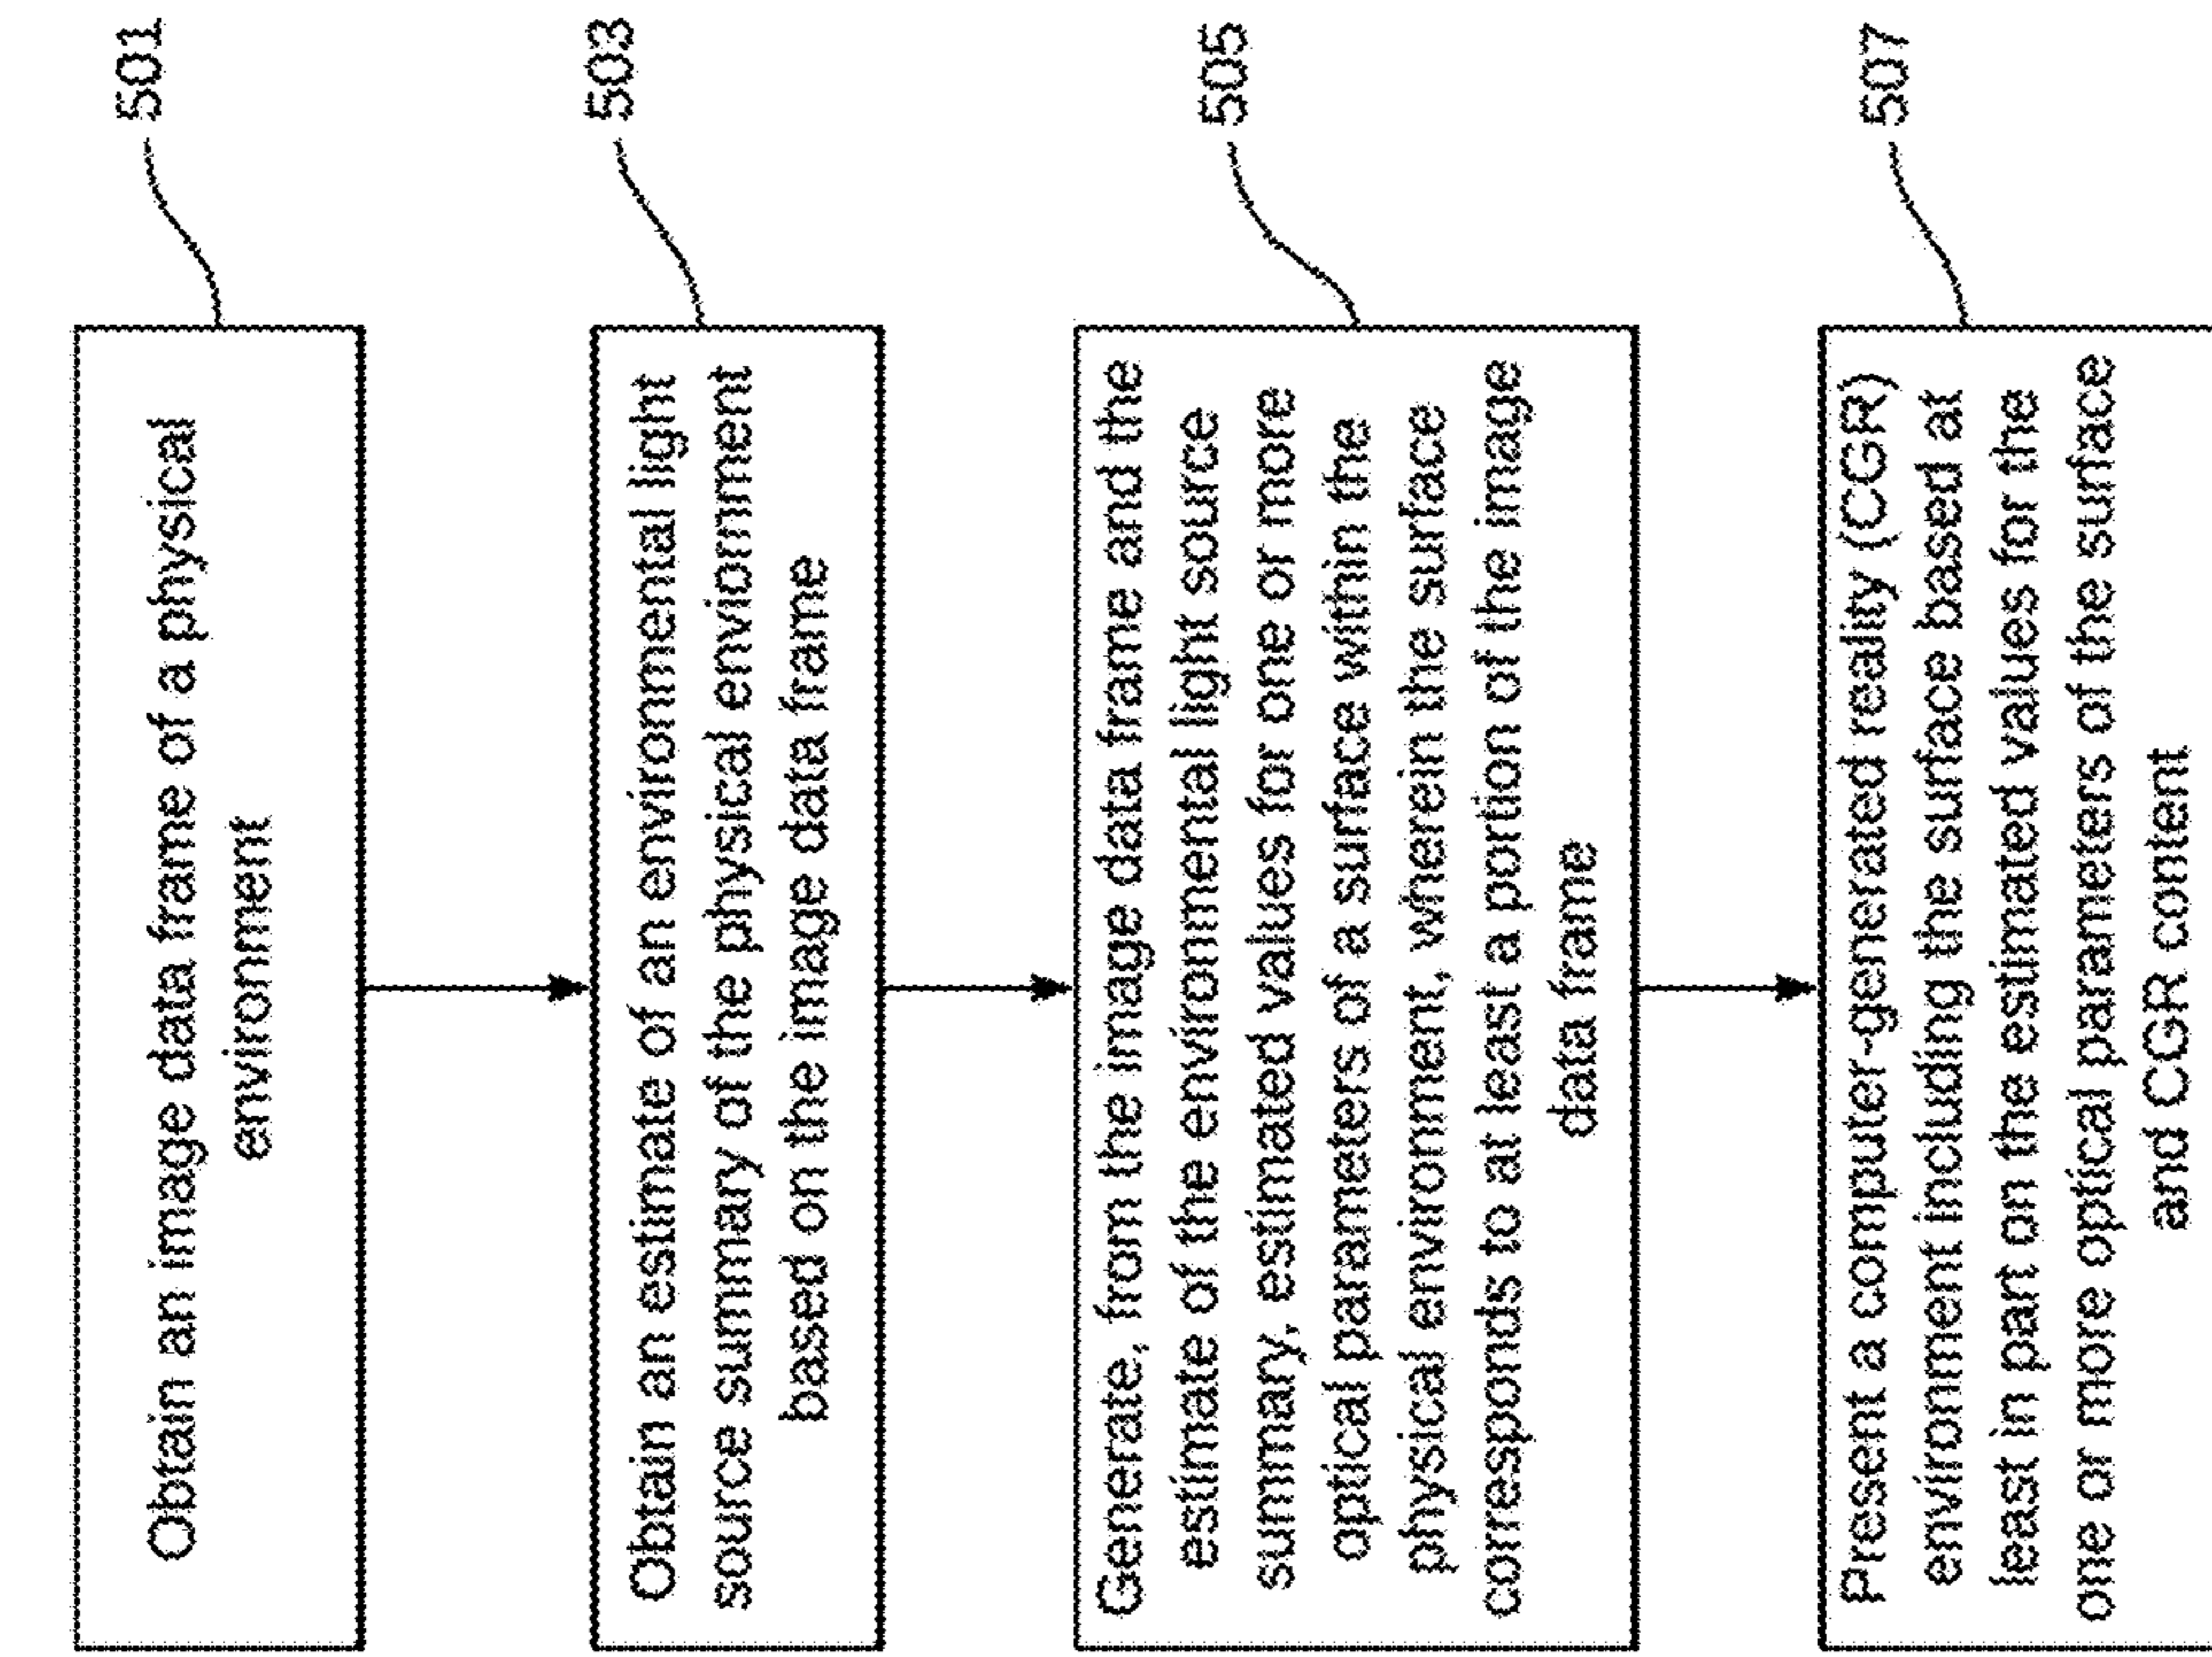 501
Obtain an image data frame of a physical
environment
503
Obtain an estimate of an environmental light
source summary of the physical enviornment
based on the image data frame
505
Generate, from the image data frame and the
estimate of the environmental light source
summary, estimated values for one or more
optical parameters of a surface within the
physical environment, wherein the surface
corresponds to at least a portion of the image
data frame
507
Present a computer-generated reality (CGR)
environment including the surface based at
least in part on the estimated values for the
one or more optical parameters of the surface
and CGR content